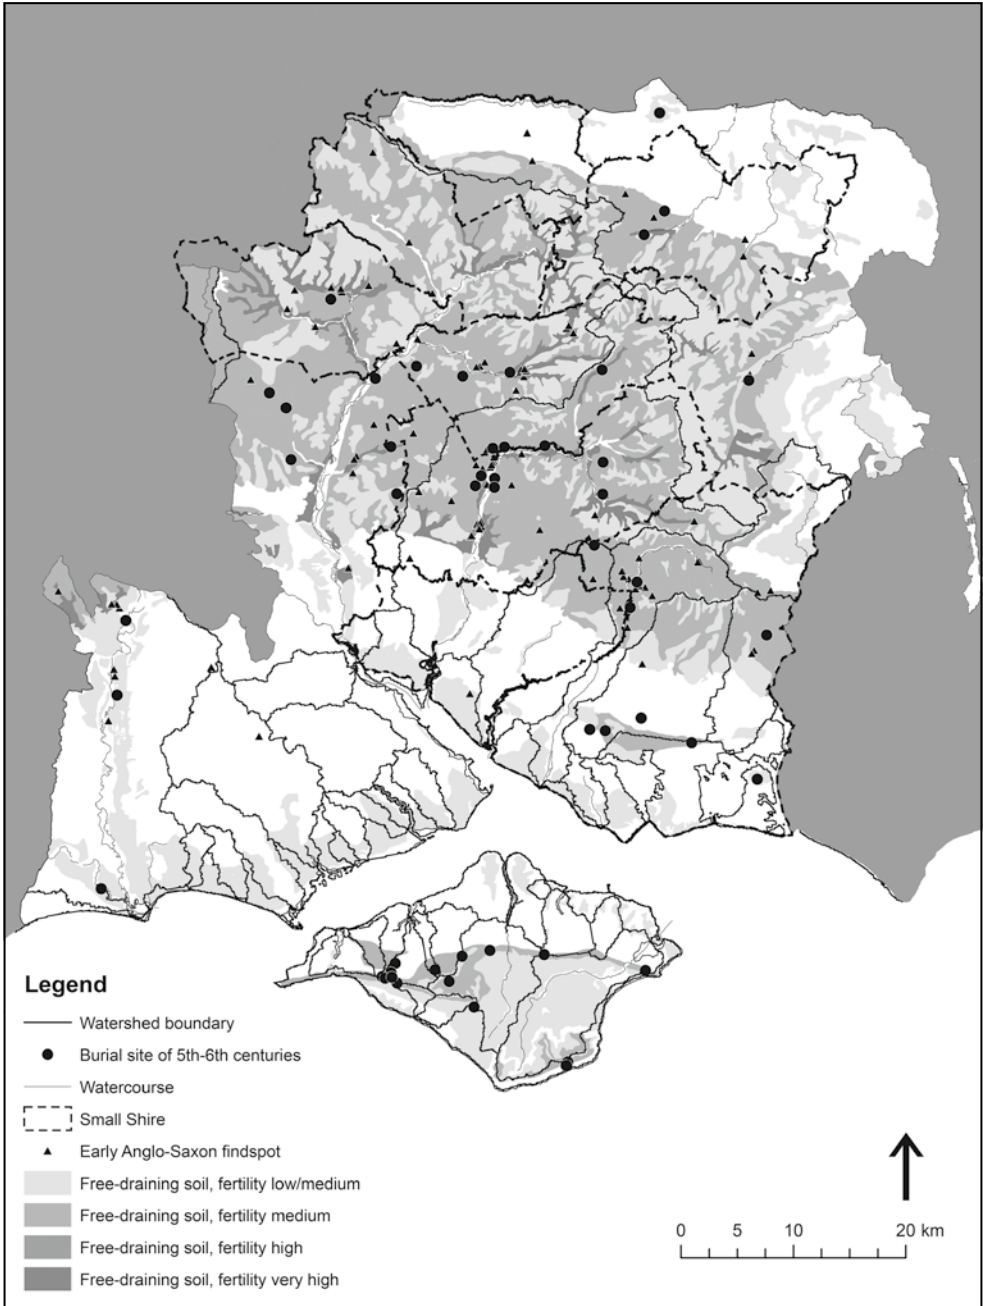 Legend
Watershed boundary
Burial site of 5th-6th centuries
Watercourse
Small Shire
Early Anglo-Saxon findspot
Free-draining soil, fertility low/medium
Free-draining soil, fertility medium
Free-draining soil, fertility high
Free-draining soil, fertility very high
0 5 10 20 km